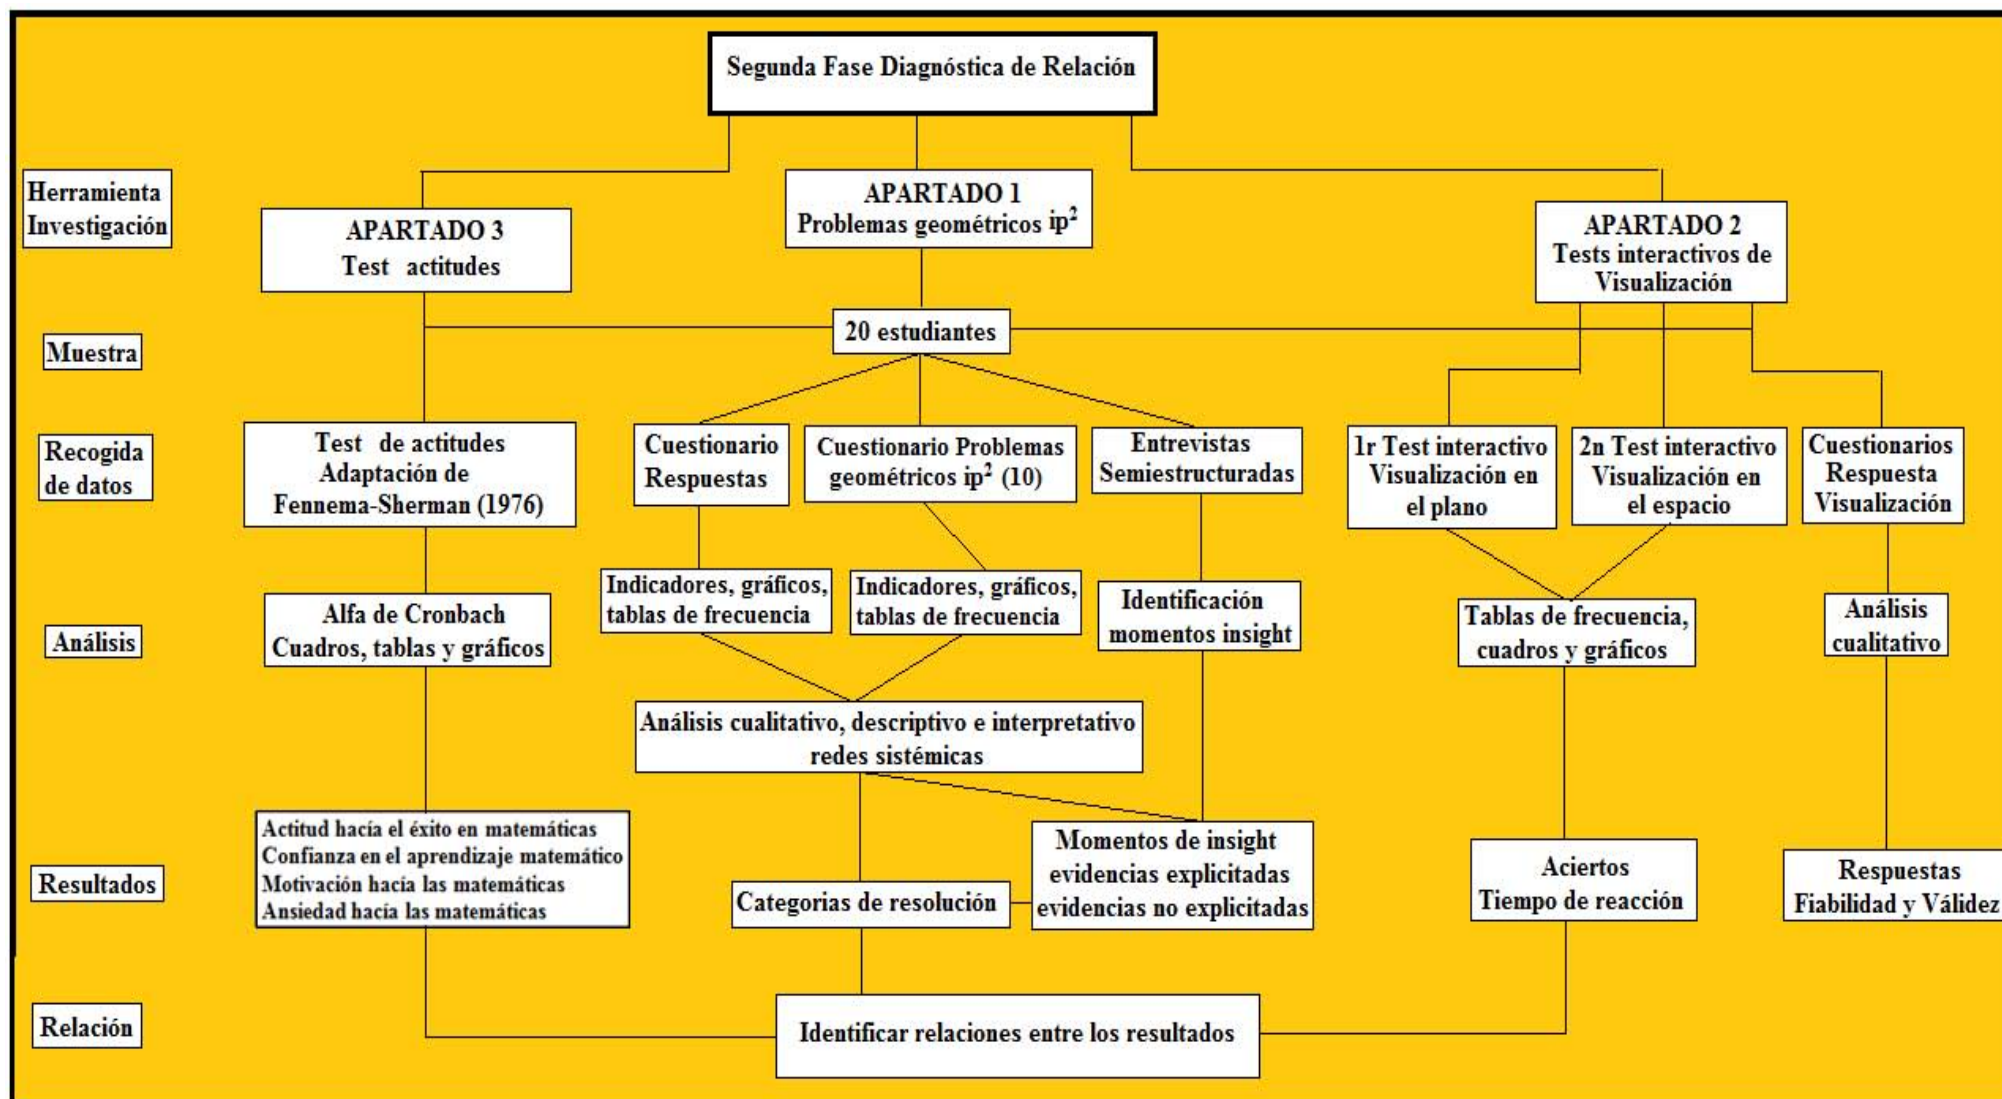 Segunda Fase Diagnóstica de Relación
Herramienta
Investigación
APARTADO 3
Test actitudes
APARTADO 1
Problemas geométricos ip²
APARTADO 2
Tests interactivos de
Visualización
Muestra
20 estudiantes
Recogida
de datos
Test de actitudes
Adaptación de
Fennema-Sherman (1976)
Cuestionario
Respuestas
Cuestionario Problemas
geométricos ip² (10)
Entrevistas
Semiestructuradas
1r Test interactivo
Visualización en
el plano
2n Test interactivo
Visualización en
el espacio
Cuestionarios
Respuesta
Visualización
Análisis
Alfa de Cronbach
Cuadros, tablas y gráficos
Indicadores, gráficos,
tablas de frecuencia
Indicadores, gráficos,
tablas de frecuencia
Identificación
momentos insight
Tablas de frecuencia,
cuadros y gráficos
Análisis
cualitativo
Análisis cualitativo, descriptivo e interpretativo
redes sistémicas
Resultados
Actitud hacía el éxito en matemáticas
Confianza en el aprendizaje matemático
Motivación hacía las matemáticas
Ansiedad hacía las matemáticas
Categorias de resolución
Momentos de insight
evidencias explicitadas
evidencias no explicitadas
Aciertos
Tiempo de reacción
Respuestas
Fiabilidad y Válidez
Relación
Identificar relaciones entre los resultados